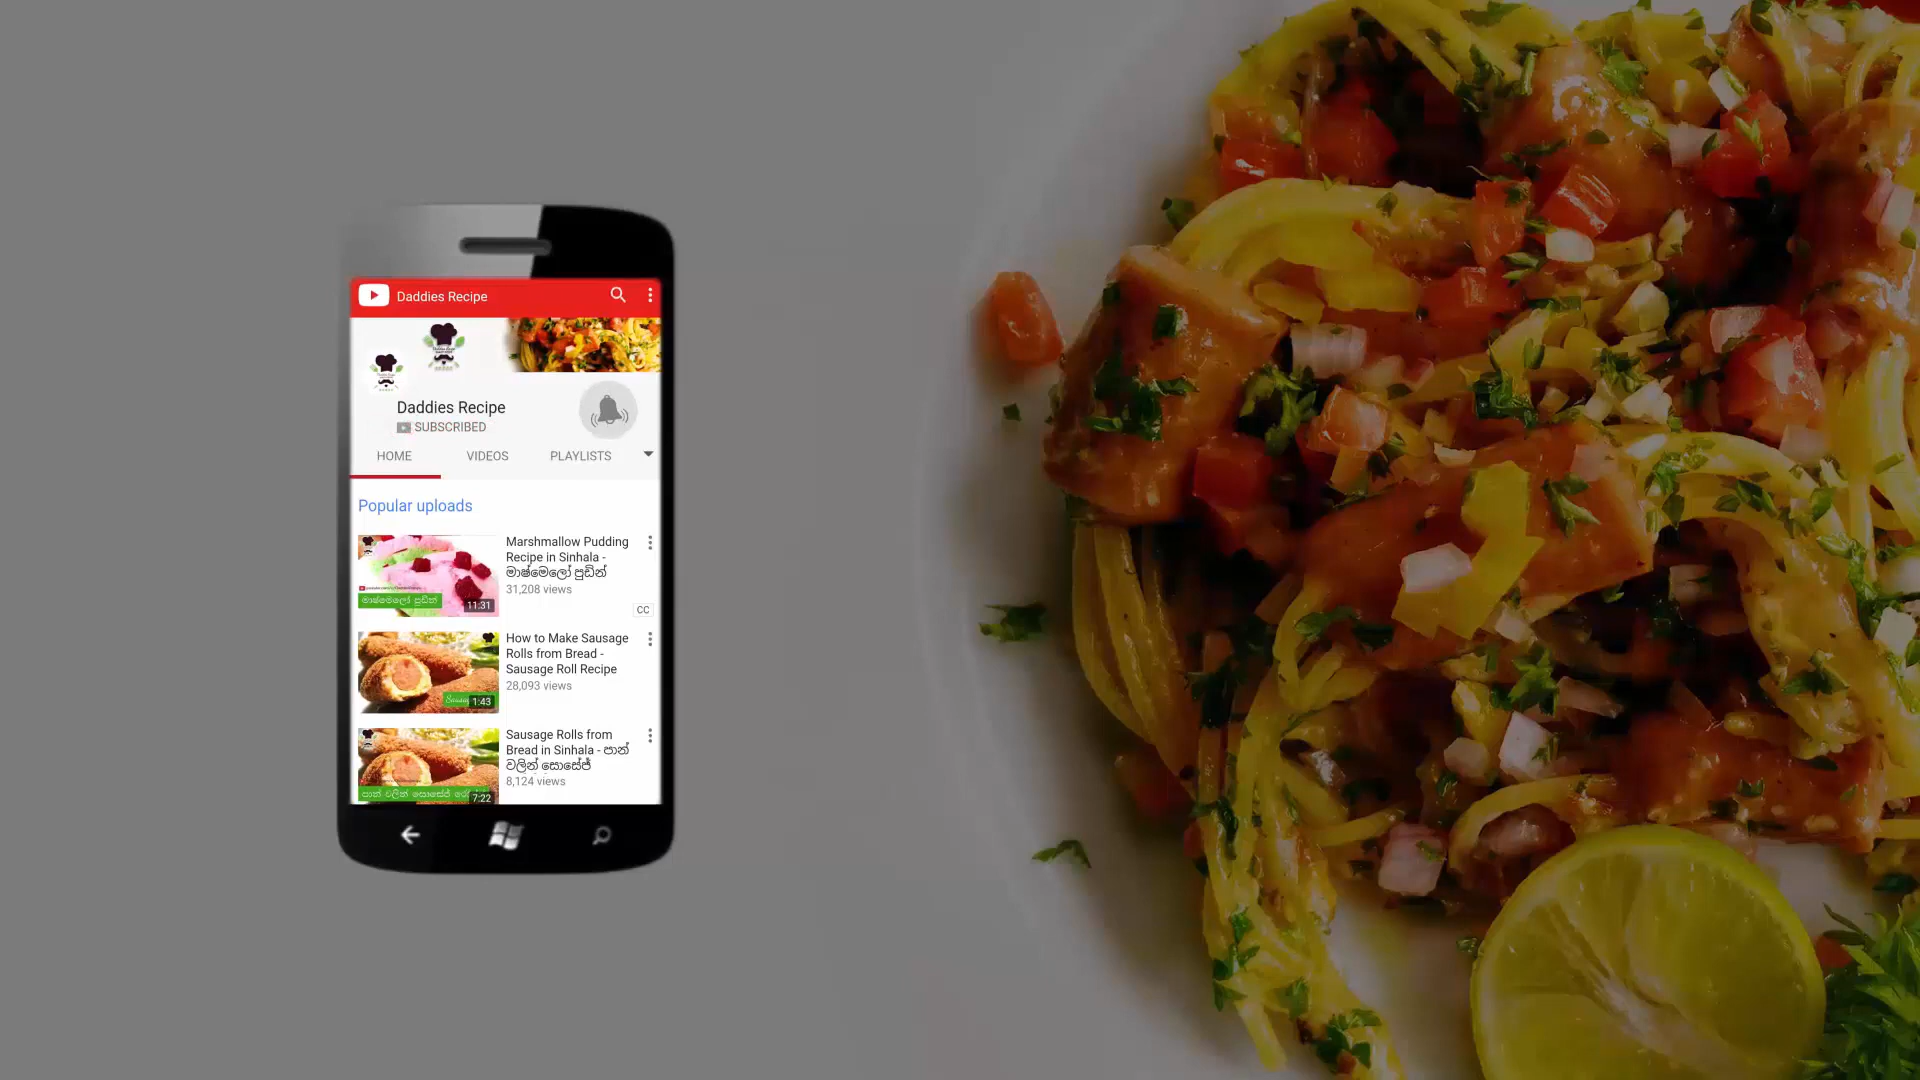 Daddies Recipe
Daddies Recipe
SUBSCRIBED
HOME VIDEOS PLAYLISTS
Popular uploads
Marshmallow Pudding
Recipe in Sinhala -
මාෂ්මෙලෝ පුඩින්
31,208 views
මාෂ්මෙලෝ පුඩින්
11:31
CC
How to Make Sausage
Rolls from Bread -
Sausage Roll Recipe
28,093 views
1:43
Sausage Rolls from
Bread in Sinhala - පාන්
වලින් සොසේජ්
8,124 views
පාන් වලින් සොසේජ්
7:22